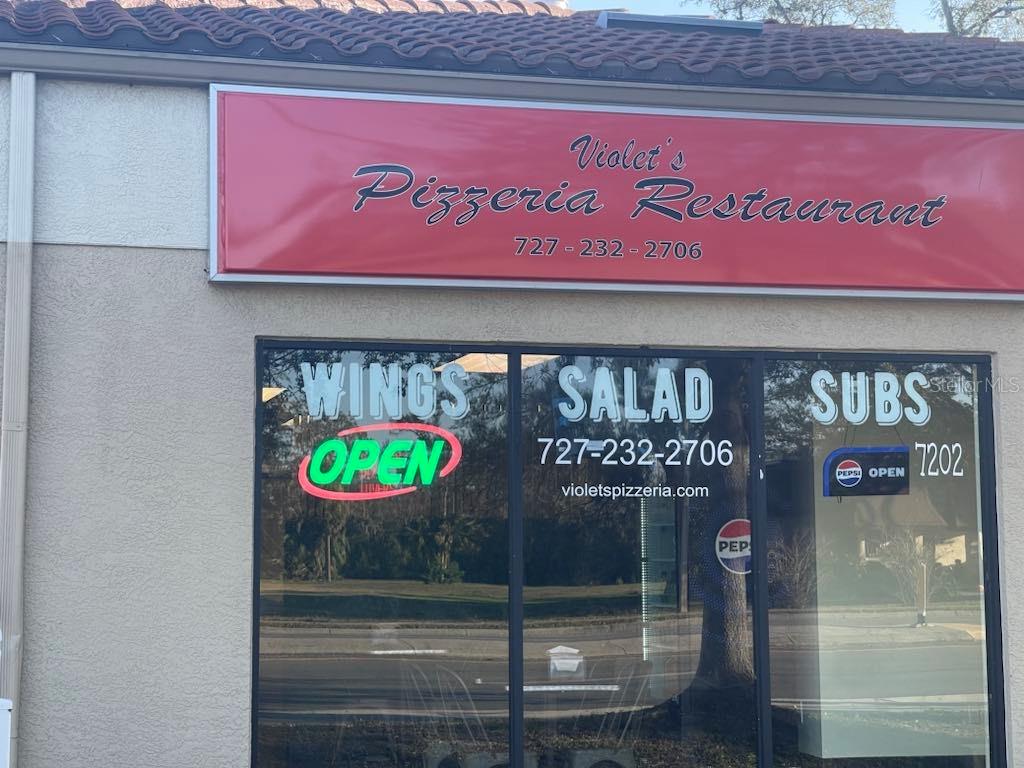 Violet's
Pizzeria Restaurant
727 - 232 - 2706
WINGS SALAD SUBS
OPEN
727-232-2706
violetspizzeria.com
PEPSI OPEN
7202
PEPS
Stellar MLS